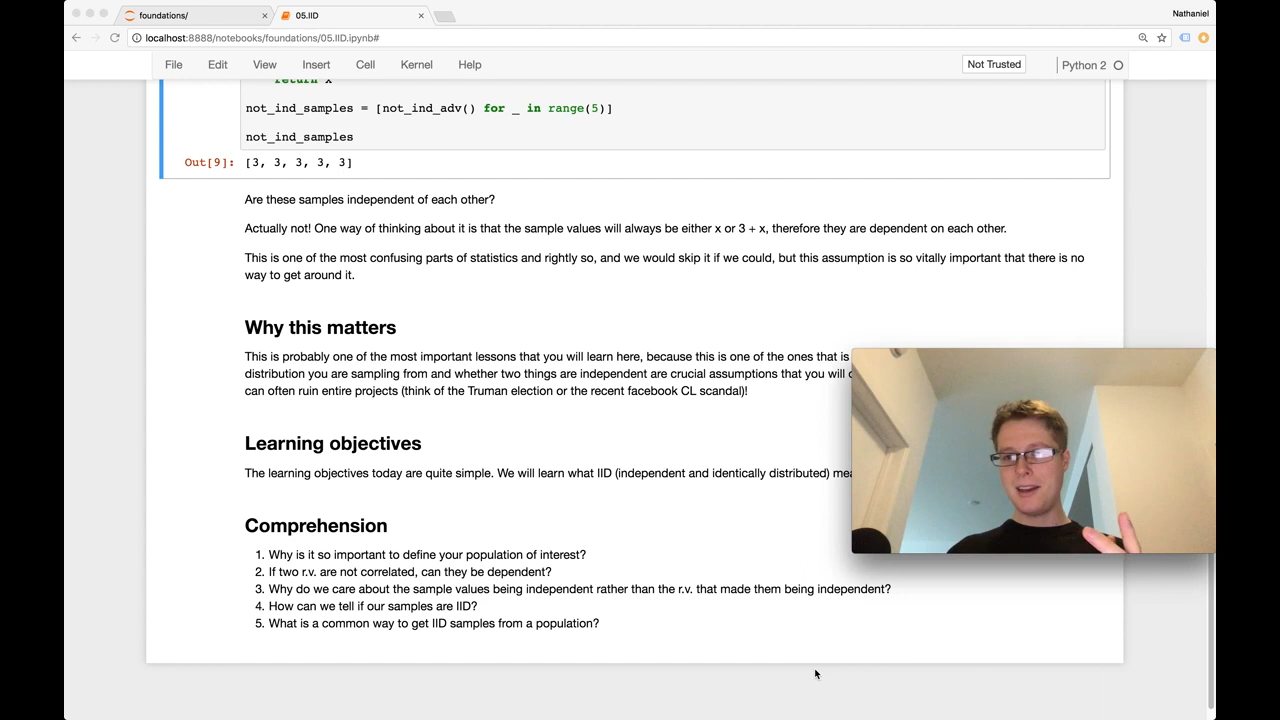 foundations/
05.IID
Nathaniel
localhost:8888/notebooks/foundations/05.IID.ipynb#
File Edit View Insert Cell Kernel Help Not Trusted Python 2
return x
not_ind_samples = [not_ind_adv() for _ in range(5)]
not_ind_samples
Out[9]: [3, 3, 3, 3, 3]
Are these samples independent of each other?
Actually not! One way of thinking about it is that the sample values will always be either x or 3 + x, therefore they are dependent on each other.
This is one of the most confusing parts of statistics and rightly so, and we would skip it if we could, but this assumption is so vitally important that there is no
way to get around it.
Why this matters
This is probably one of the most important lessons that you will learn here, because this is one of the ones that is
distribution you are sampling from and whether two things are independent are crucial assumptions that you will
can often ruin entire projects (think of the Truman election or the recent facebook CL scandal)!
Learning objectives
The learning objectives today are quite simple. We will learn what IID (independent and identically distributed)
Comprehension
1. Why is it so important to define your population of interest?
2. If two r.v. are not correlated, can they be dependent?
3. Why do we care about the sample values being independent rather than the r.v. that made them being independent?
4. How can we tell if our samples are IID?
5. What is a common way to get IID samples from a population?